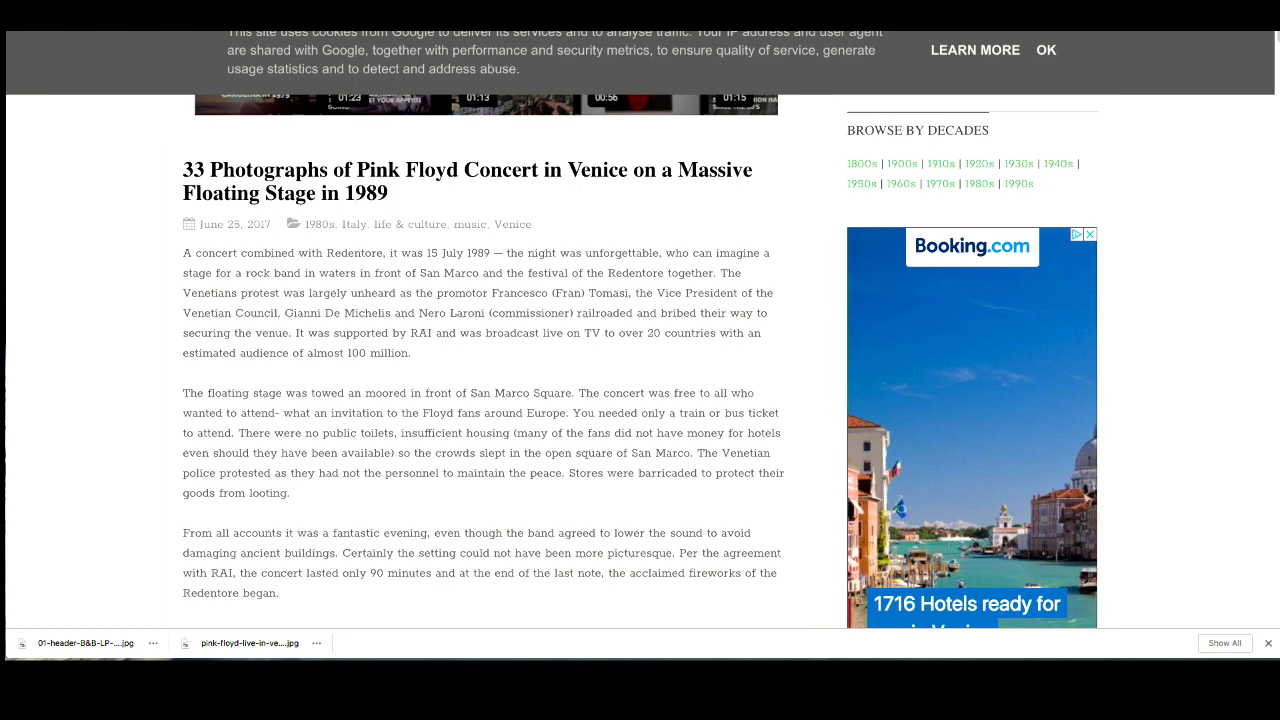 This site uses cookies from Google to deliver its services and to analyse traffic. Your IP address and user agent
are shared with Google, together with performance and security metrics, to ensure quality of service, generate
usage statistics and to detect and address abuse.
LEARN MORE OK
CAROLINA IN 1979
01:23
ET YOUR APPETITE
GOING
01:13
00:56
01:15
BROWSE BY DECADES
1800s | 1900s | 1910s | 1920s | 1930s | 1940s |
1950s | 1960s | 1970s | 1980s | 1990s
33 Photographs of Pink Floyd Concert in Venice on a Massive
Floating Stage in 1989
June 25, 2017 1980s, Italy, life & culture, music, Venice
A concert combined with Redentore, it was 15 July 1989 — the night was unforgettable, who can imagine a
stage for a rock band in waters in front of San Marco and the festival of the Redentore together. The
Venetians protest was largely unheard as the promotor Francesco (Fran) Tomasi, the Vice President of the
Venetian Council, Gianni De Michelis and Nero Laroni (commissioner) railroaded and bribed their way to
securing the venue. It was supported by RAI and was broadcast live on TV to over 20 countries with an
estimated audience of almost 100 million.
The floating stage was towed an moored in front of San Marco Square. The concert was free to all who
wanted to attend- what an invitation to the Floyd fans around Europe. You needed only a train or bus ticket
to attend. There were no public toilets, insufficient housing (many of the fans did not have money for hotels
even should they have been available) so the crowds slept in the open square of San Marco. The Venetian
police protested as they had not the personnel to maintain the peace. Stores were barricaded to protect their
goods from looting.
From all accounts it was a fantastic evening, even though the band agreed to lower the sound to avoid
damaging ancient buildings. Certainly the setting could not have been more picturesque. Per the agreement
with RAI, the concert lasted only 90 minutes and at the end of the last note, the acclaimed fireworks of the
Redentore began.
Booking.com
1716 Hotels ready for
01-header-B&B-LP-....jpg
pink-floyd-live-in-ve....jpg
Show All